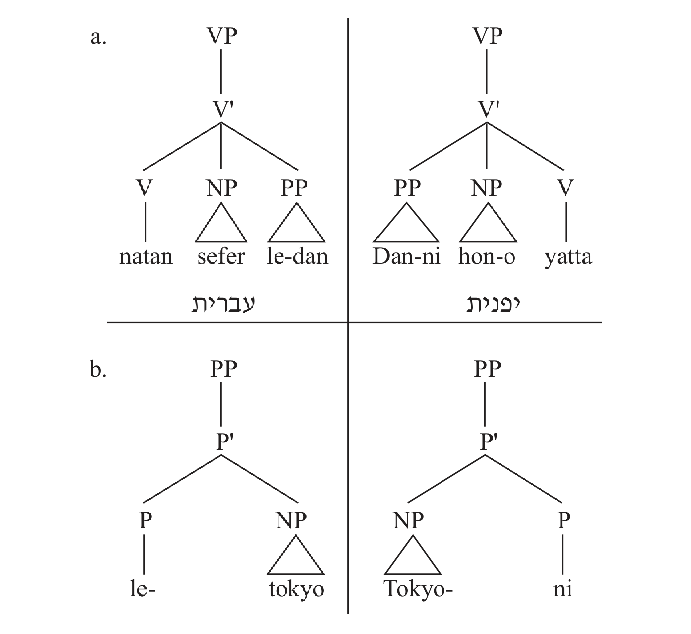 a. VP VP
V' V'
V NP PP PP NP V
natan sefer le-dan Dan-ni hon-o yatta
עברית יפנית
b. PP PP
P' P'
P NP NP P
le- tokyo Tokyo- ni